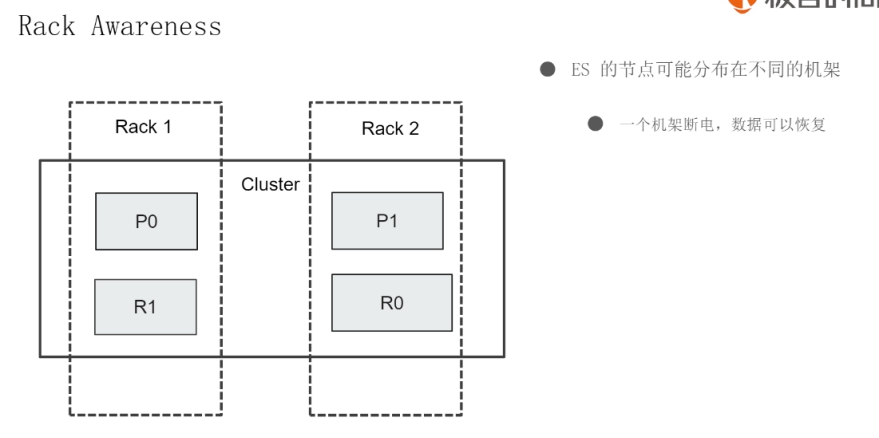 Rack Awareness
● ES 的节点可能分布在不同的机架
● 一个机架断电，数据可以恢复
Rack 1
Rack 2
Cluster
P0
P1
R1
R0